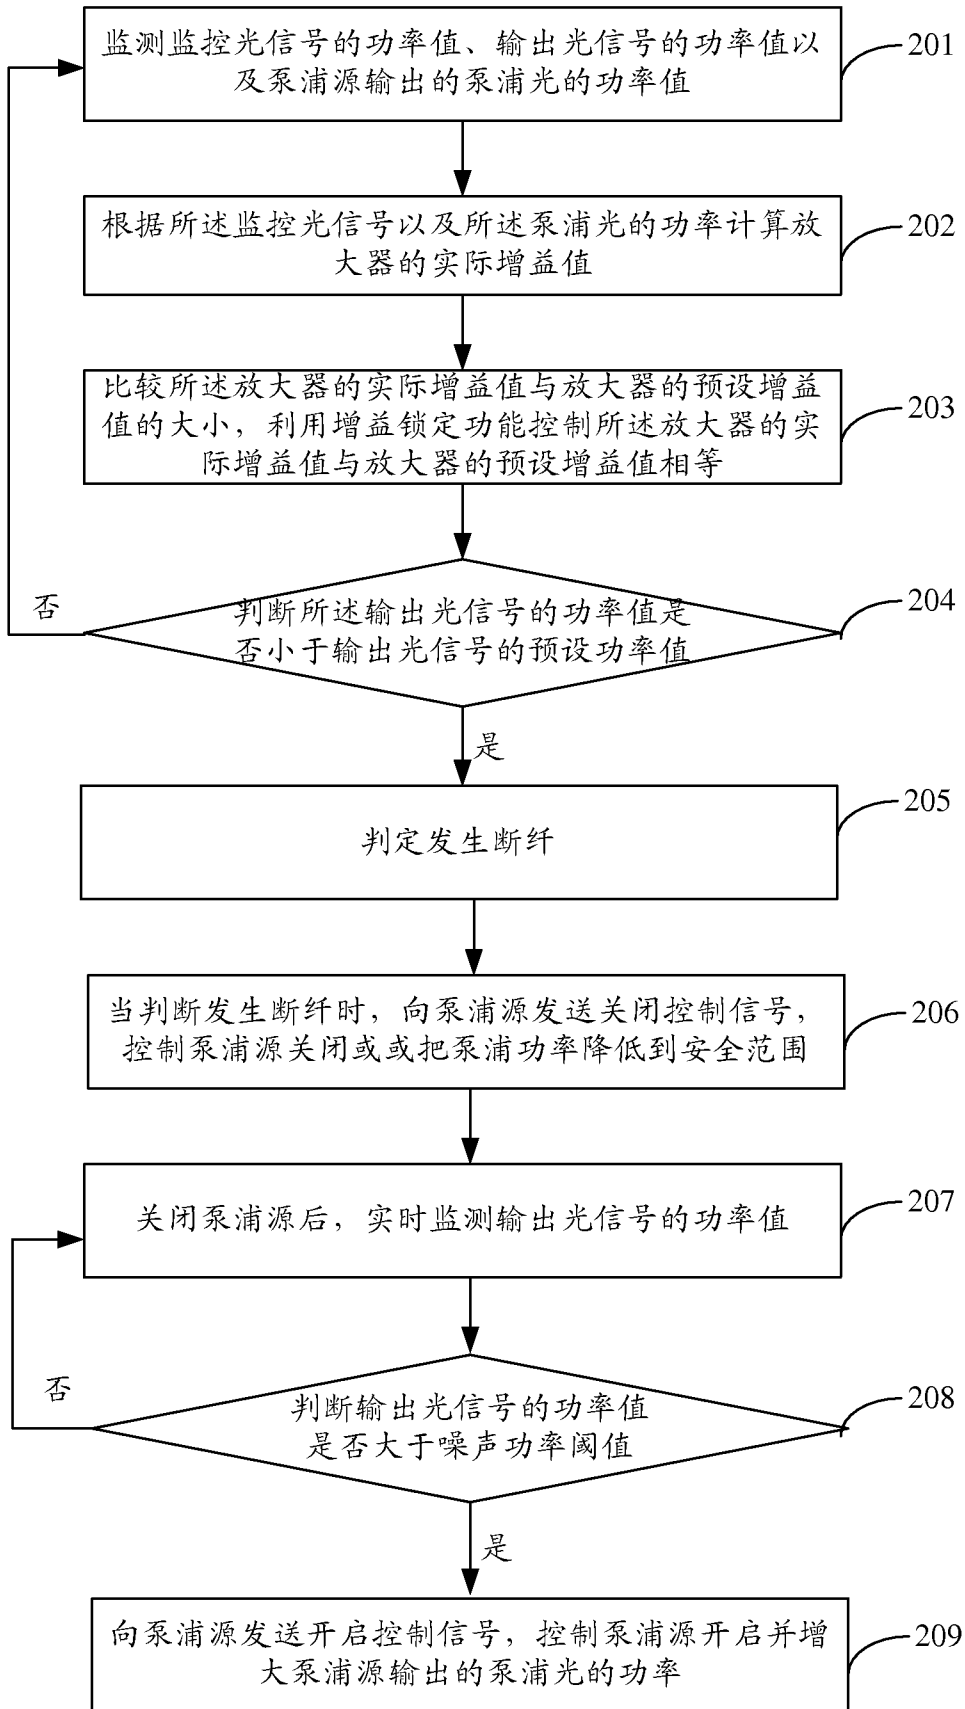 监测监控光信号的功率值、输出光信号的功率值以
及泵浦源输出的泵浦光的功率值
201
根据所述监控光信号以及所述泵浦光的功率计算放
大器的实际增益值
202
比较所述放大器的实际增益值与放大器的预设增益
值的大小，利用增益锁定功能控制所述放大器的实
际增益值与放大器的预设增益值相等
203
否
判断所述输出光信号的功率值是
否小于输出光信号的预设功率值
204
是
判定发生断纤
205
当判断发生断纤时，向泵浦源发送关闭控制信号，
控制泵浦源关闭或或把泵浦功率降低到安全范围
206
关闭泵浦源后，实时监测输出光信号的功率值
207
否
判断输出光信号的功率值
是否大于噪声功率阈值
208
是
向泵浦源发送开启控制信号，控制泵浦源开启并增
大泵浦源输出的泵浦光的功率
209